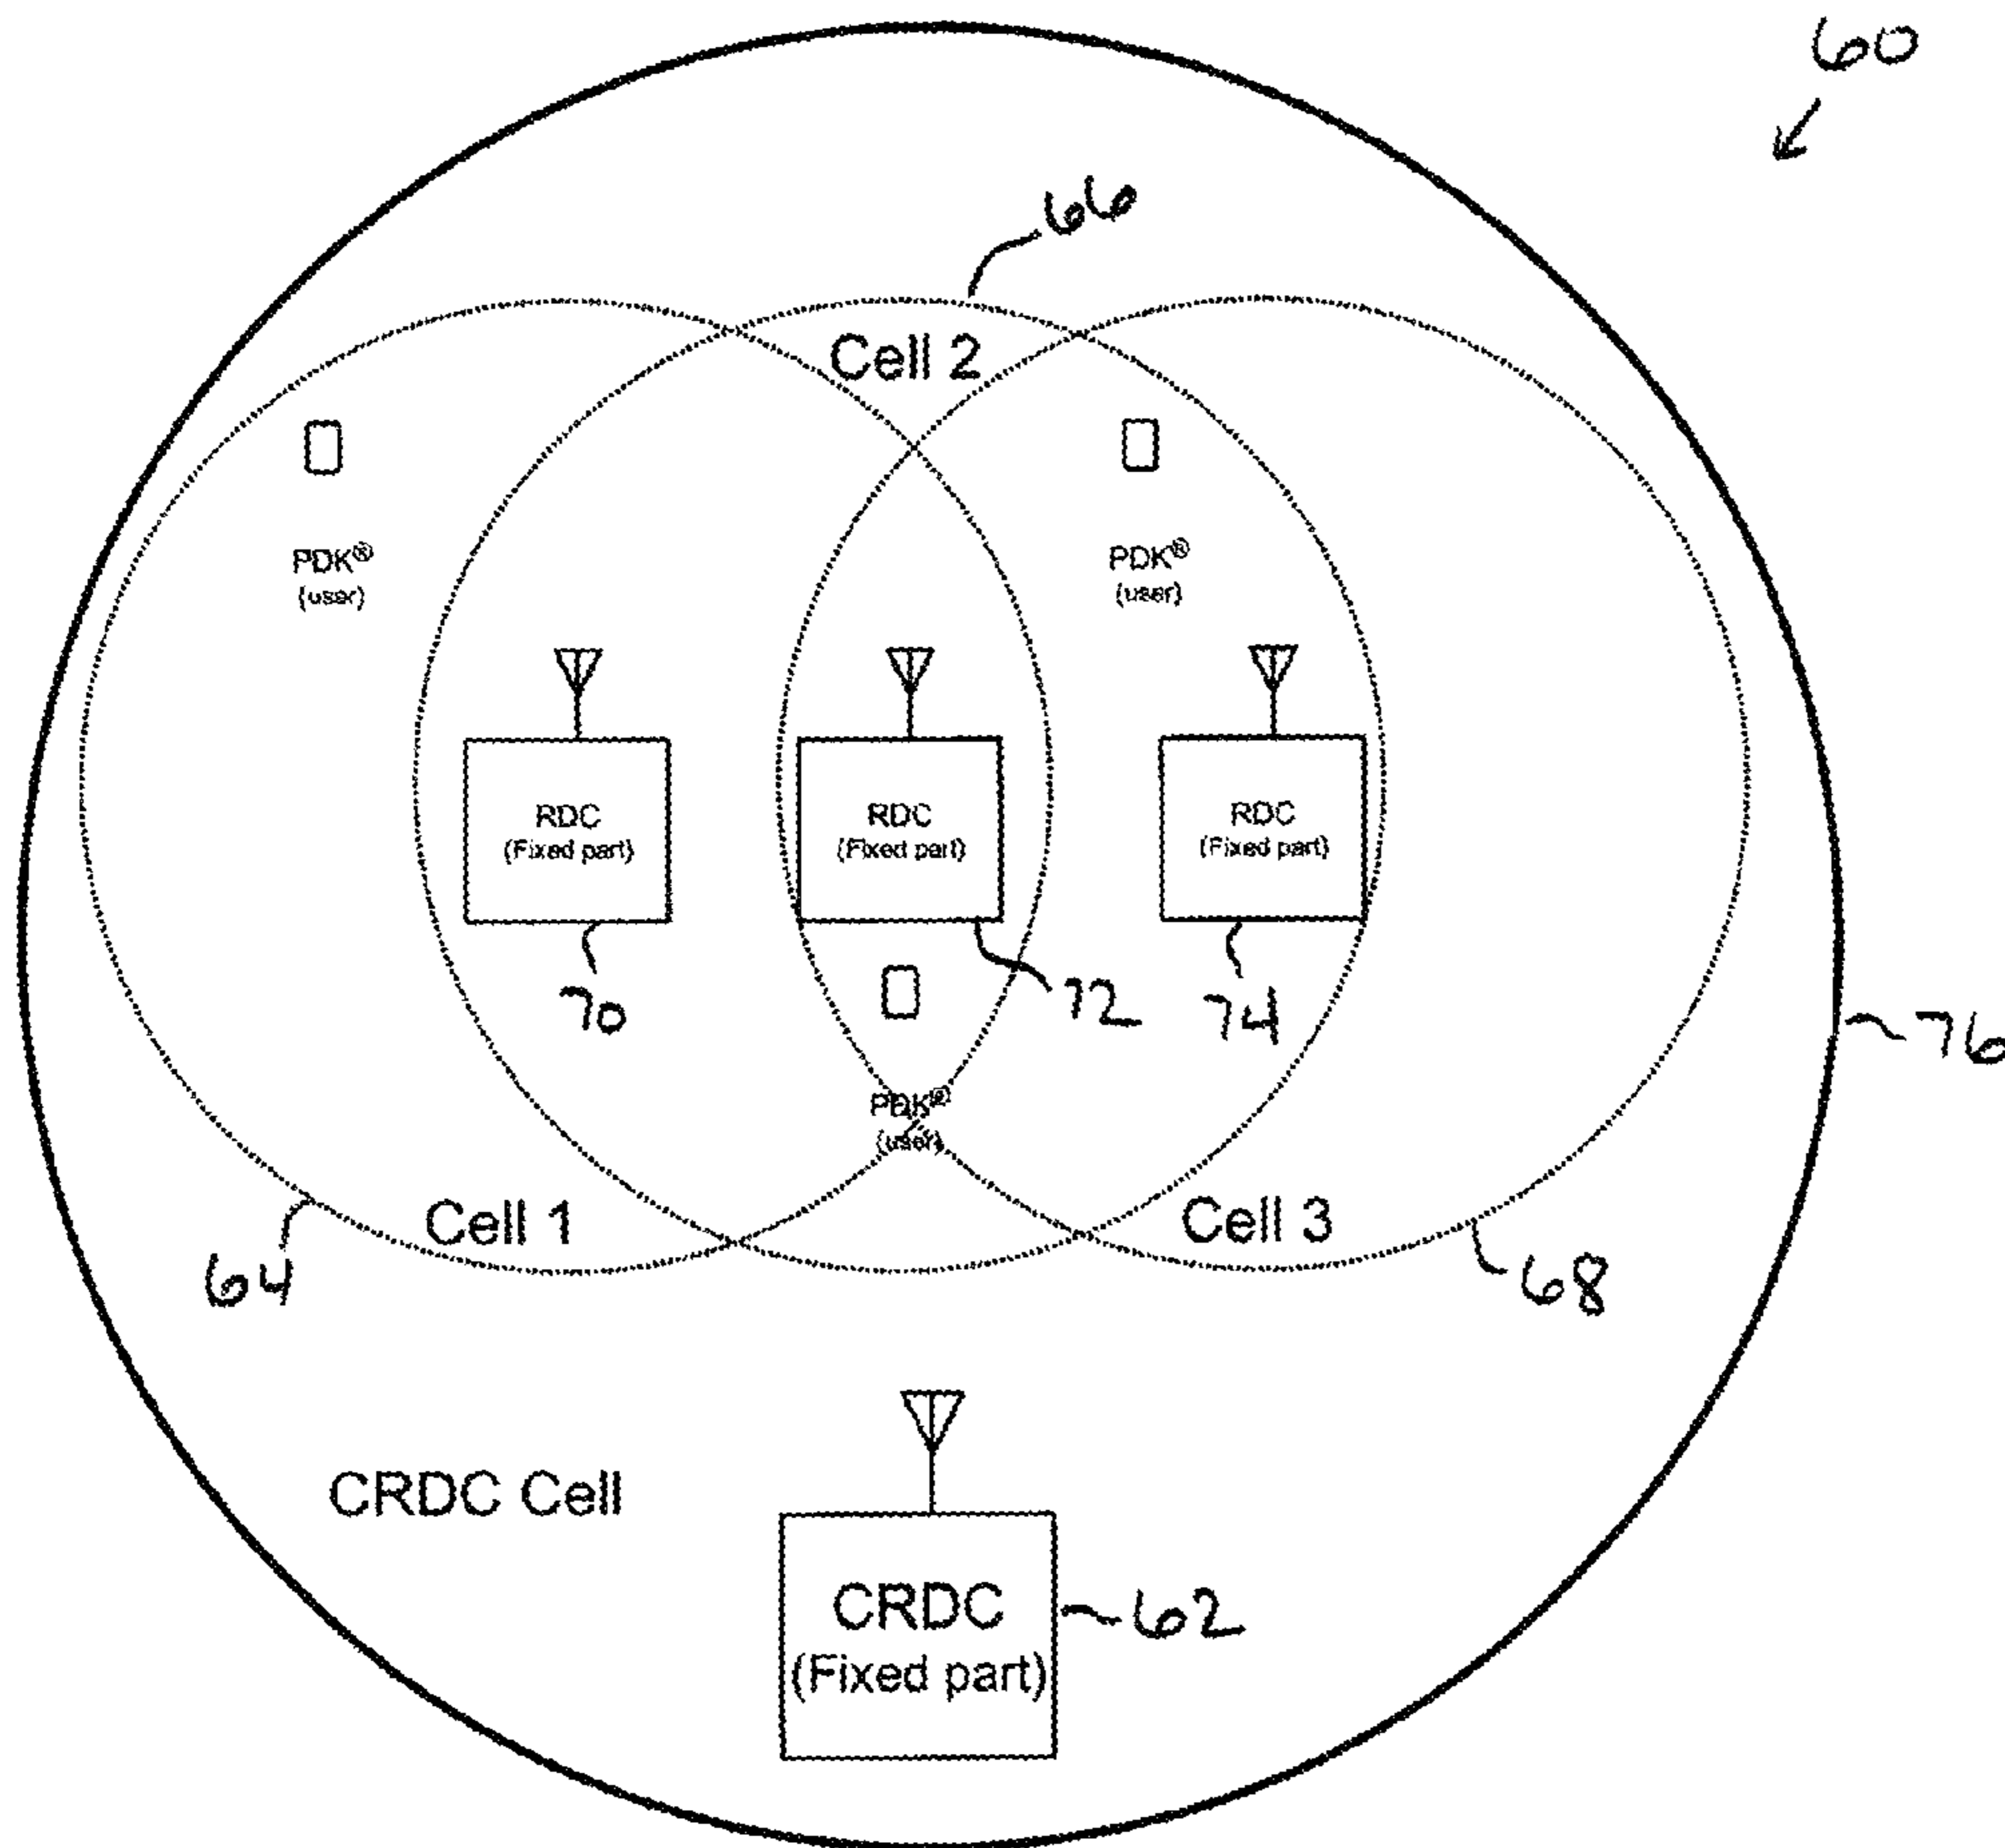 60
66
Cell 2
PDK®
(user)
PDK®
(user)
RDC
(Fixed part)
RDC
(Fixed part)
RDC
(Fixed part)
70
72
74
76
PDK®
(user)
Cell 1
Cell 3
64
68
CRDC Cell
CRDC
(Fixed part)
62